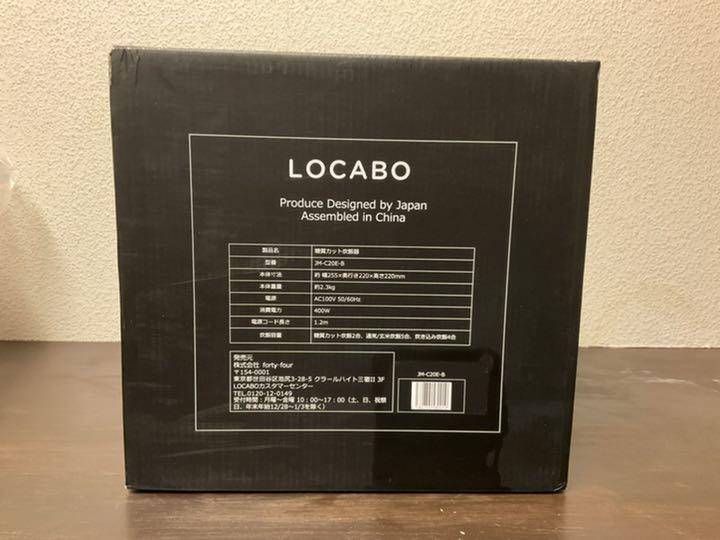 LOCABO
Produce Designed by Japan
Assembled in China
製品名 糖質カット炊飯器
型番 JM-C20E-B
本体寸法 約 幅255×奥行き220×高さ220mm
本体重量 約2.3kg
電源 AC100V 50/60Hz
消費電力 400W
電源コード長さ 1.2m
炊飯容量 糖質カット炊飯2合、通常/玄米炊飯5合、炊き込み炊飯4合
発売元
株式会社 forty-four
〒154-0001
東京都世田谷区池尻3-28-5 クラールハイト三宿II 3F
LOCABOカスタマーセンター
TEL.0120-12-0149
受付時間：月曜〜金曜 10：00〜17：00（土、日、祝祭
日、年末年始12/28〜1/3を除く）
JM-C20E-B